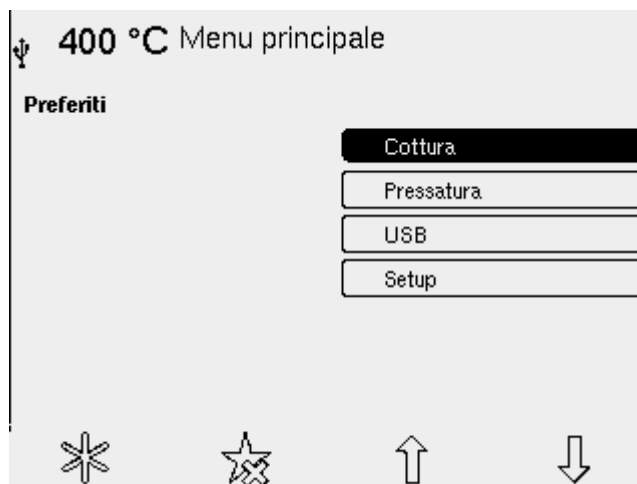 400 °C Menu principale
Preferiti
Cottura
Pressatura
USB
Setup